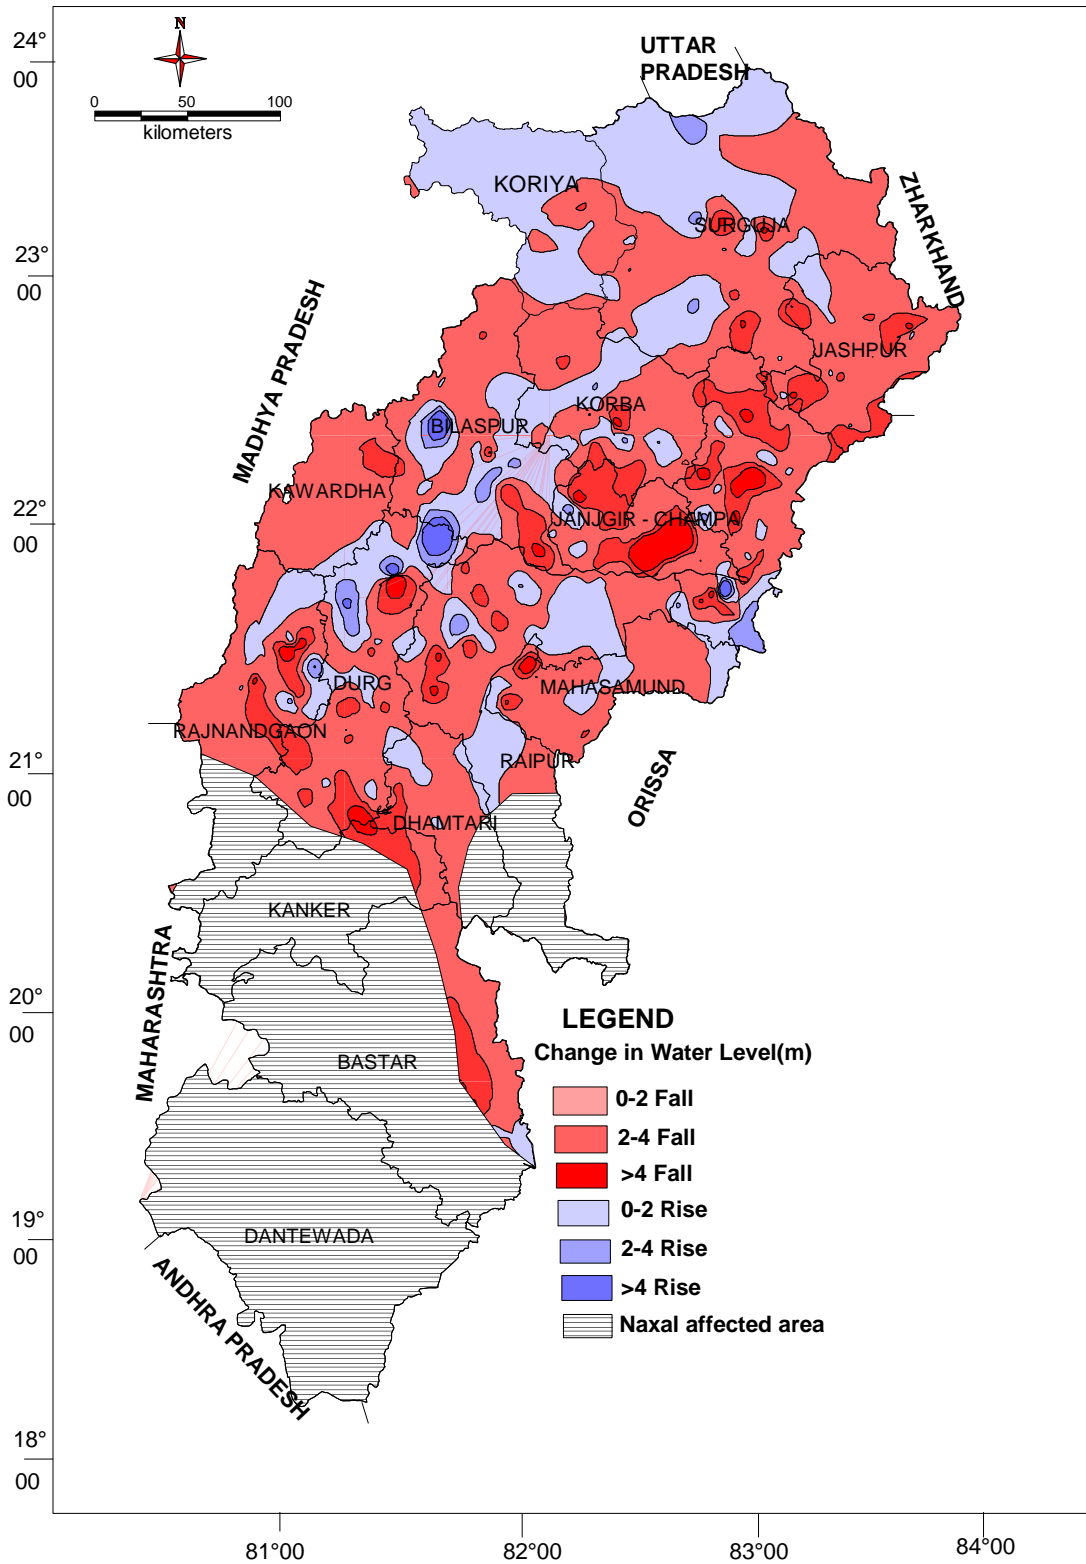 N
0 50 100
kilometers
24°
00
23°
00
22°
00
21°
00
20°
00
19°
00
18°
00
UTTAR
PRADESH
ZHARKHAND
MADHYA PRADESH
ORISSA
MAHARASHTRA
ANDHRA PRADESH
KORIYA
SURGUJA
JASHPUR
KORBA
BILASPUR
KAWARDHA
JANJGIR - CHAMPA
DURG
MAHASAMUND
RAJNANDGAON
RAIPUR
DHAMTARI
KANKER
BASTAR
DANTEWADA
LEGEND
Change in Water Level(m)
0-2 Fall
2-4 Fall
>4 Fall
0-2 Rise
2-4 Rise
>4 Rise
Naxal affected area
81°00 82°00 83°00 84°00